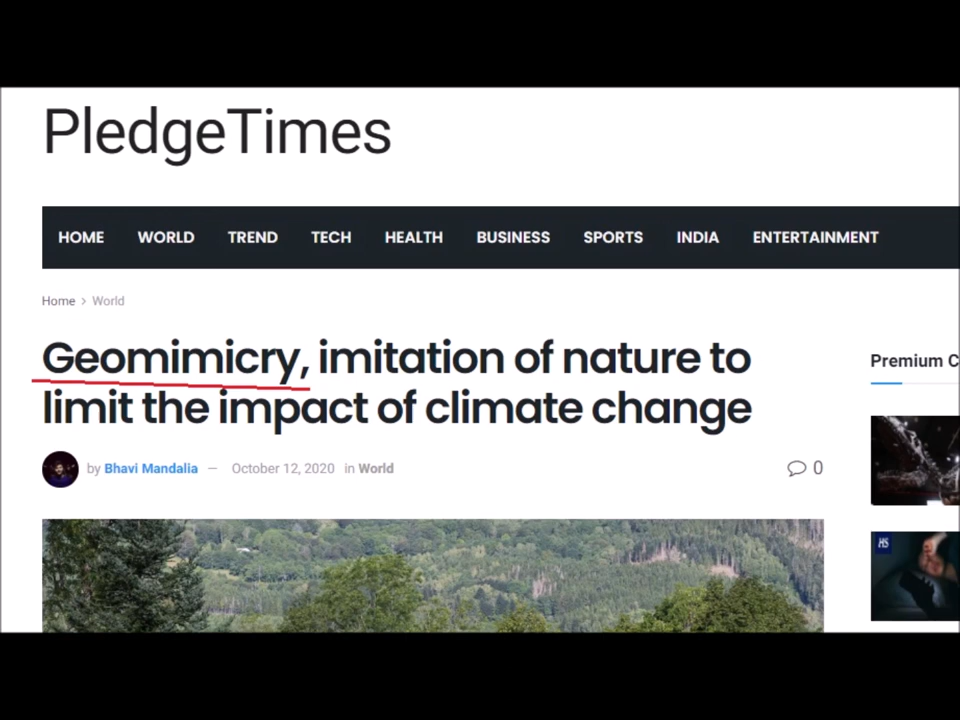 PledgeTimes
HOME WORLD TREND TECH HEALTH BUSINESS SPORTS INDIA ENTERTAINMENT
Home > World
Geomimicry, imitation of nature to
limit the impact of climate change
by Bhavi Mandalia — October 12, 2020 in World
0
Premium C
HS